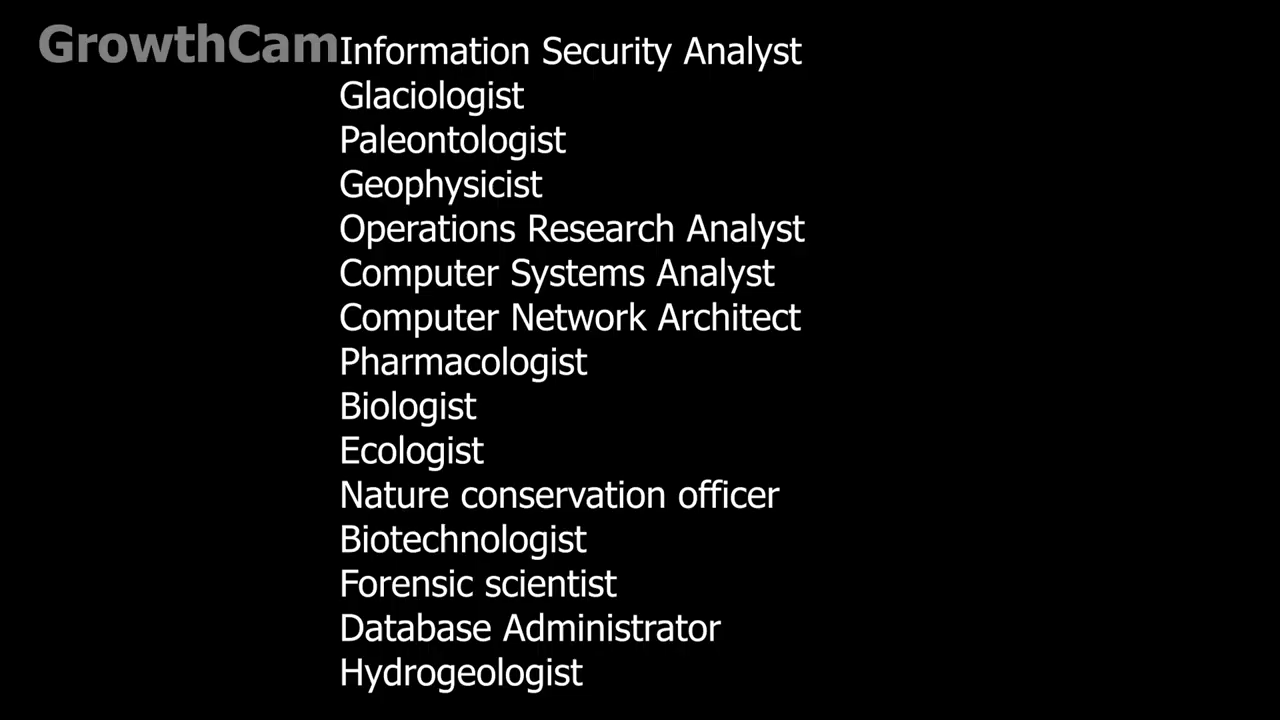 GrowthCam
Information Security Analyst
Glaciologist
Paleontologist
Geophysicist
Operations Research Analyst
Computer Systems Analyst
Computer Network Architect
Pharmacologist
Biologist
Ecologist
Nature conservation officer
Biotechnologist
Forensic scientist
Database Administrator
Hydrogeologist